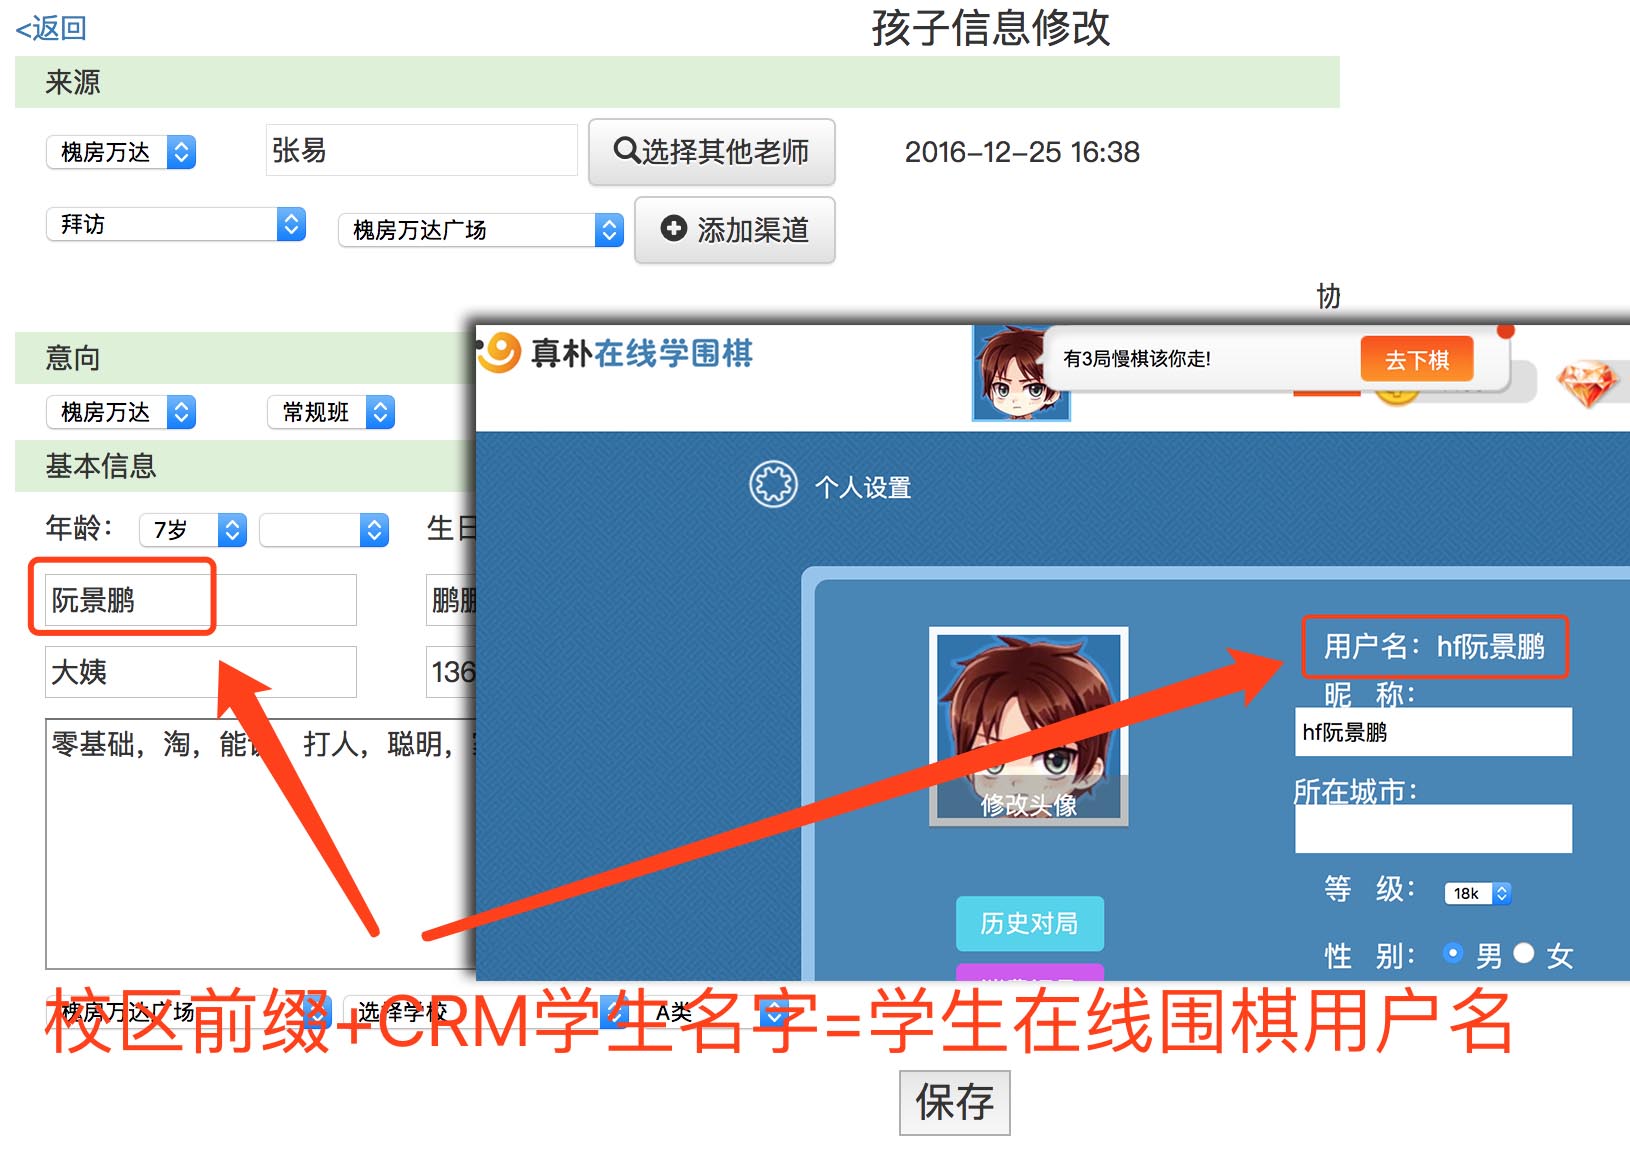 <返回
孩子信息修改
来源
槐房万达
张易
选择其他老师
2016-12-25 16:38
拜访
槐房万达广场
添加渠道
协
意向
槐房万达
常规班
基本信息
年龄：
7岁
生日
阮景鹏
鹏鹏
大姨
136
零基础，淘，能
打人，聪明，
真朴在线学围棋
有3局慢棋该你走!
去下棋
个人设置
用户名：hf阮景鹏
昵 称：
hf阮景鹏
所在城市：
修改头像
等 级：
18k
历史对局
性 别：
男
女
槐房万达广场
选择学校
A类
校区前缀+CRM学生名字=学生在线围棋用户名
保存